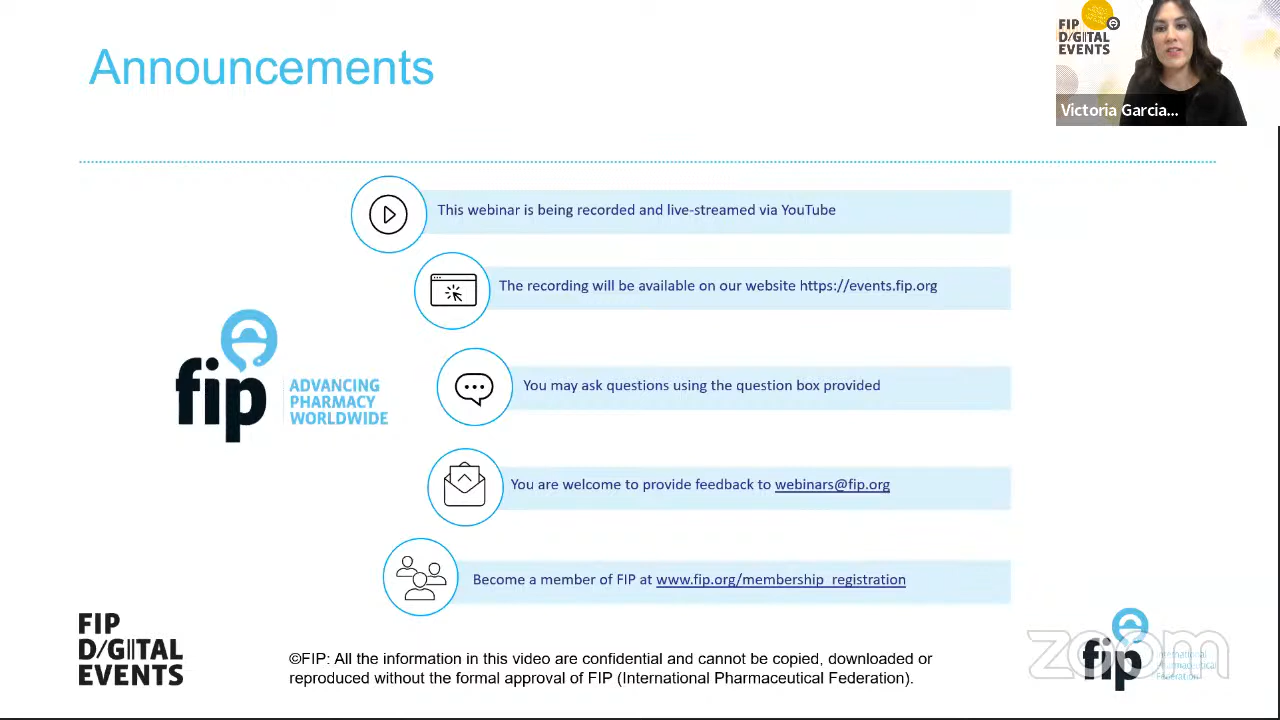 Announcements
FIP
D/GITAL
EVENTS
Victoria Garcia...
This webinar is being recorded and live-streamed via YouTube
The recording will be available on our website https://events.fip.org
fip
ADVANCING
PHARMACY
WORLDWIDE
You may ask questions using the question box provided
You are welcome to provide feedback to webinars@fip.org
Become a member of FIP at www.fip.org/membership_registration
FIP
D/GITAL
EVENTS
©FIP: All the information in this video are confidential and cannot be copied, downloaded or
reproduced without the formal approval of FIP (International Pharmaceutical Federation).
zoom
fip
International
Pharmaceutical
Federation